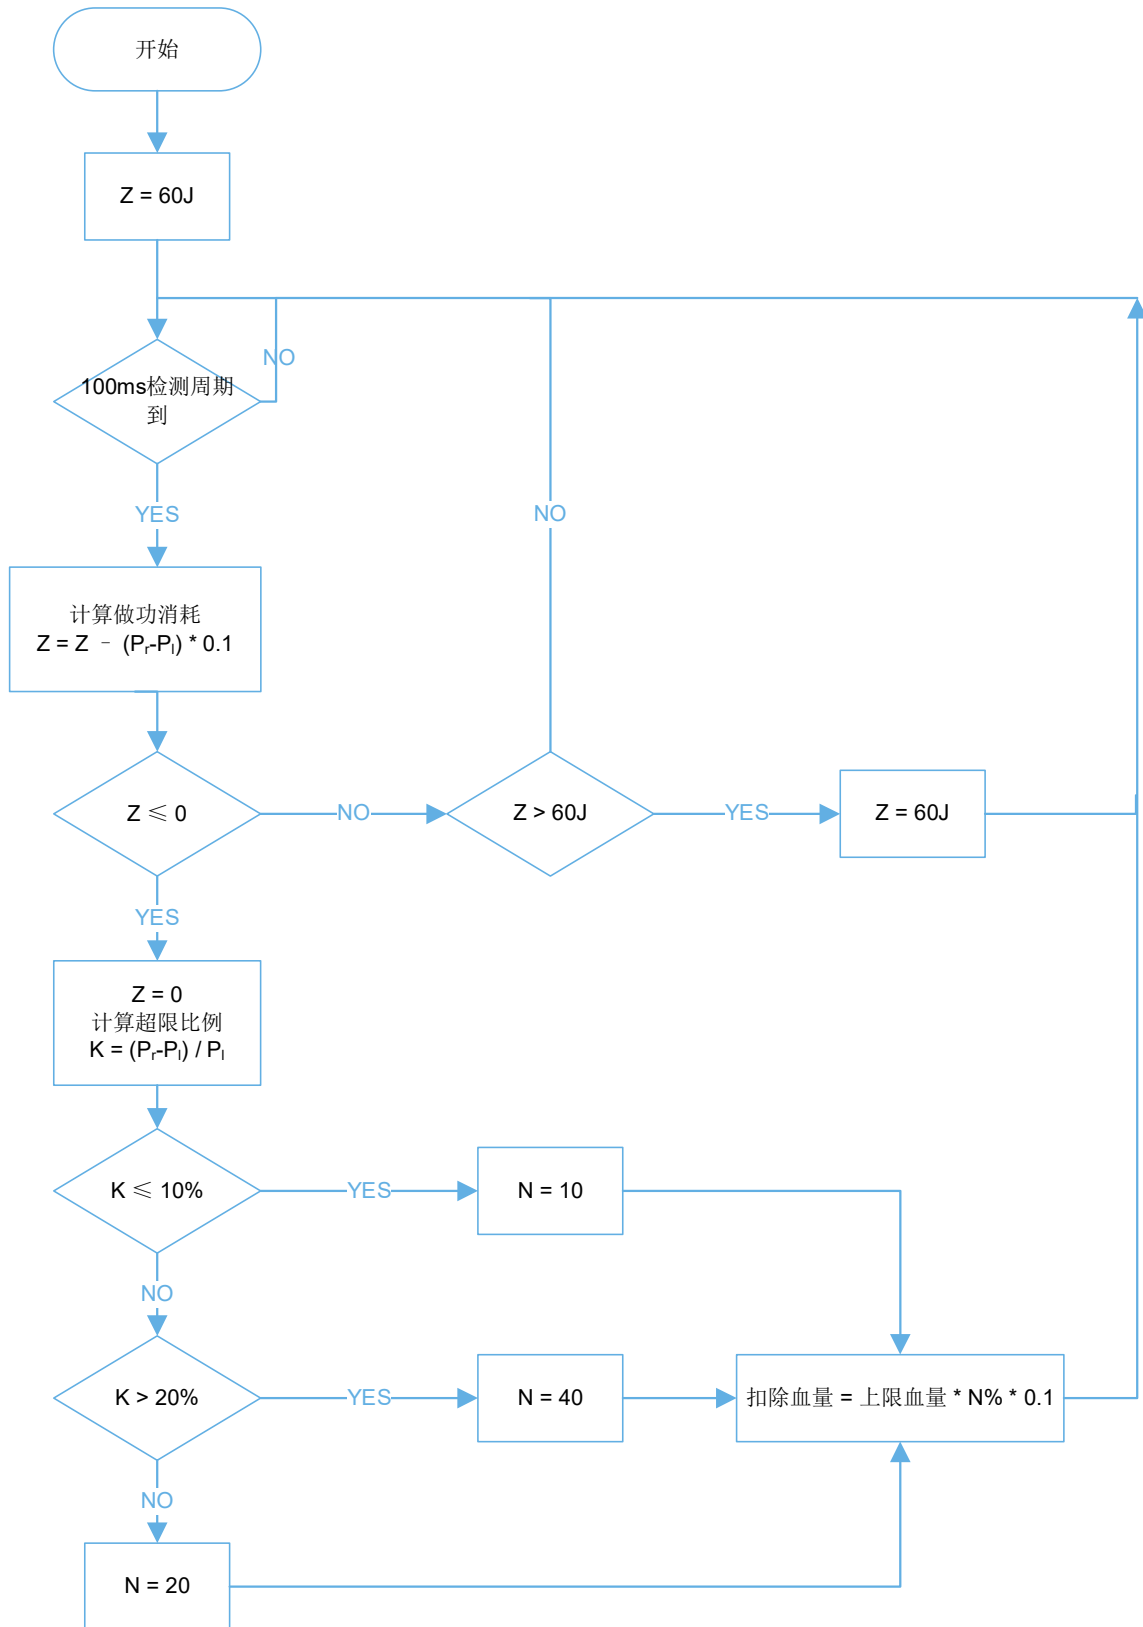 开始
Z = 60J
NO
100ms检测周期
到
YES
NO
计算做功消耗
Z = Z - (Pr-Pl) * 0.1
Z ≤ 0
NO
Z > 60J
YES
Z = 60J
YES
Z = 0
计算超限比例
K = (Pr-Pl) / Pl
K ≤ 10%
YES
N = 10
NO
K > 20%
YES
N = 40
扣除血量 = 上限血量 * N% * 0.1
NO
N = 20